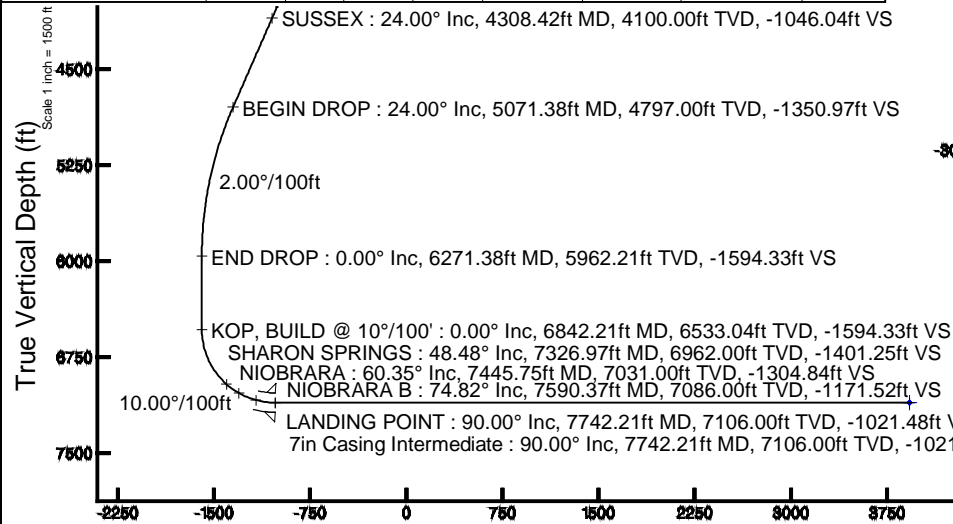 SUSSEX : 24.00° Inc, 4308.42ft MD, 4100.00ft TVD, -1046.04ft VS
Scale 1 inch = 1500 ft
True Vertical Depth (ft)
4500
BEGIN DROP : 24.00° Inc, 5071.38ft MD, 4797.00ft TVD, -1350.97ft VS
5250
2.00°/100ft
6000
END DROP : 0.00° Inc, 6271.38ft MD, 5962.21ft TVD, -1594.33ft VS
KOP, BUILD @ 10°/100' : 0.00° Inc, 6842.21ft MD, 6533.04ft TVD, -1594.33ft VS
6750
SHARON SPRINGS : 48.48° Inc, 7326.97ft MD, 6962.00ft TVD, -1401.25ft VS
NIOBRARA : 60.35° Inc, 7445.75ft MD, 7031.00ft TVD, -1304.84ft VS
NIOBRARA B : 74.82° Inc, 7590.37ft MD, 7086.00ft TVD, -1171.52ft VS
10.00°/100ft
LANDING POINT : 90.00° Inc, 7742.21ft MD, 7106.00ft TVD, -1021.48ft
7in Casing Intermediate : 90.00° Inc, 7742.21ft MD, 7106.00ft TVD, -1021
7500
-2250 -1500 -750 0 750 1500 2250 3000 3750